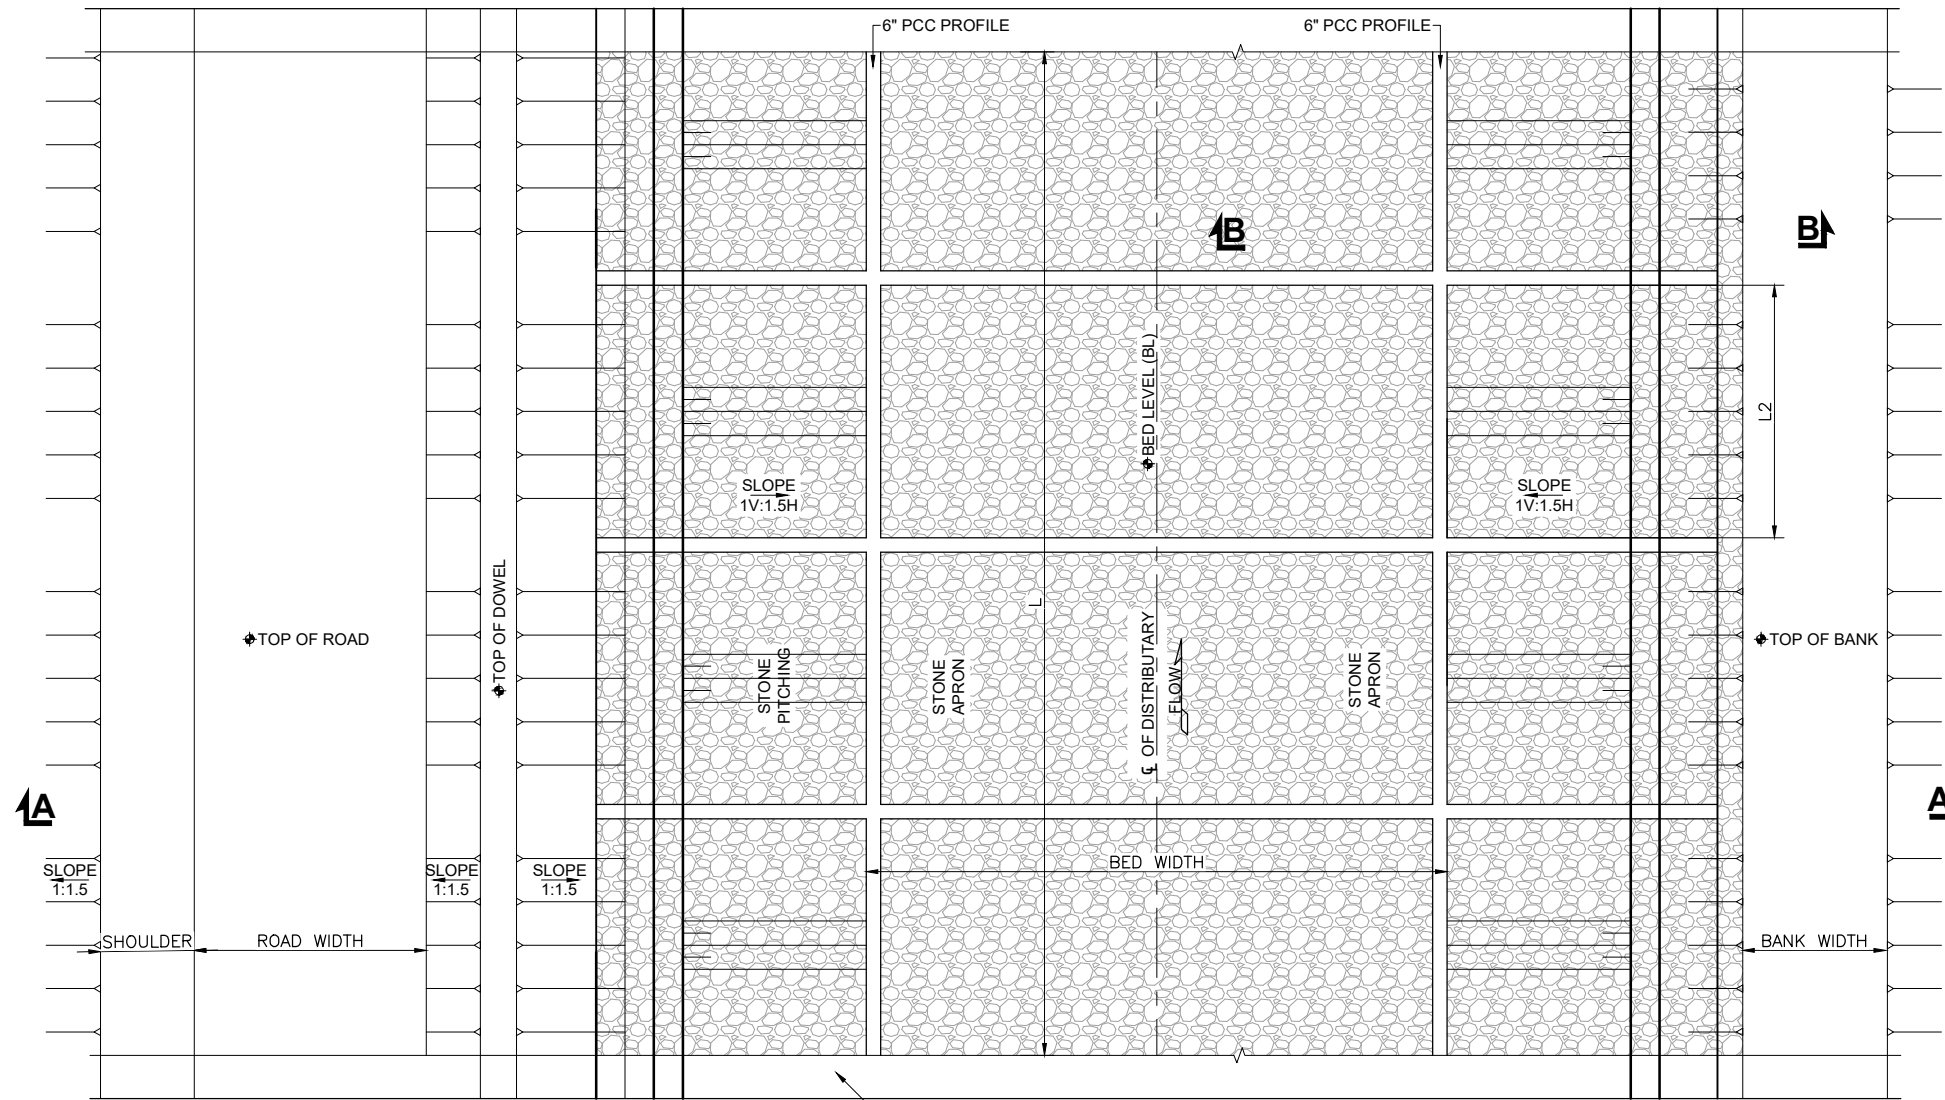 6" PCC PROFILE
6" PCC PROFILE
B
B
BED LEVEL (BL)
L2
SLOPE
1V:1.5H
SLOPE
1V:1.5H
TOP OF DOWEL
L
TOP OF ROAD
STONE
PITCHING
STONE
APRON
℄ OF DISTRIBUTARY
FLOW
STONE
APRON
TOP OF BANK
A
A
SLOPE
1:1.5
SLOPE
1:1.5
SLOPE
1:1.5
BED WIDTH
SHOULDER
ROAD WIDTH
BANK WIDTH